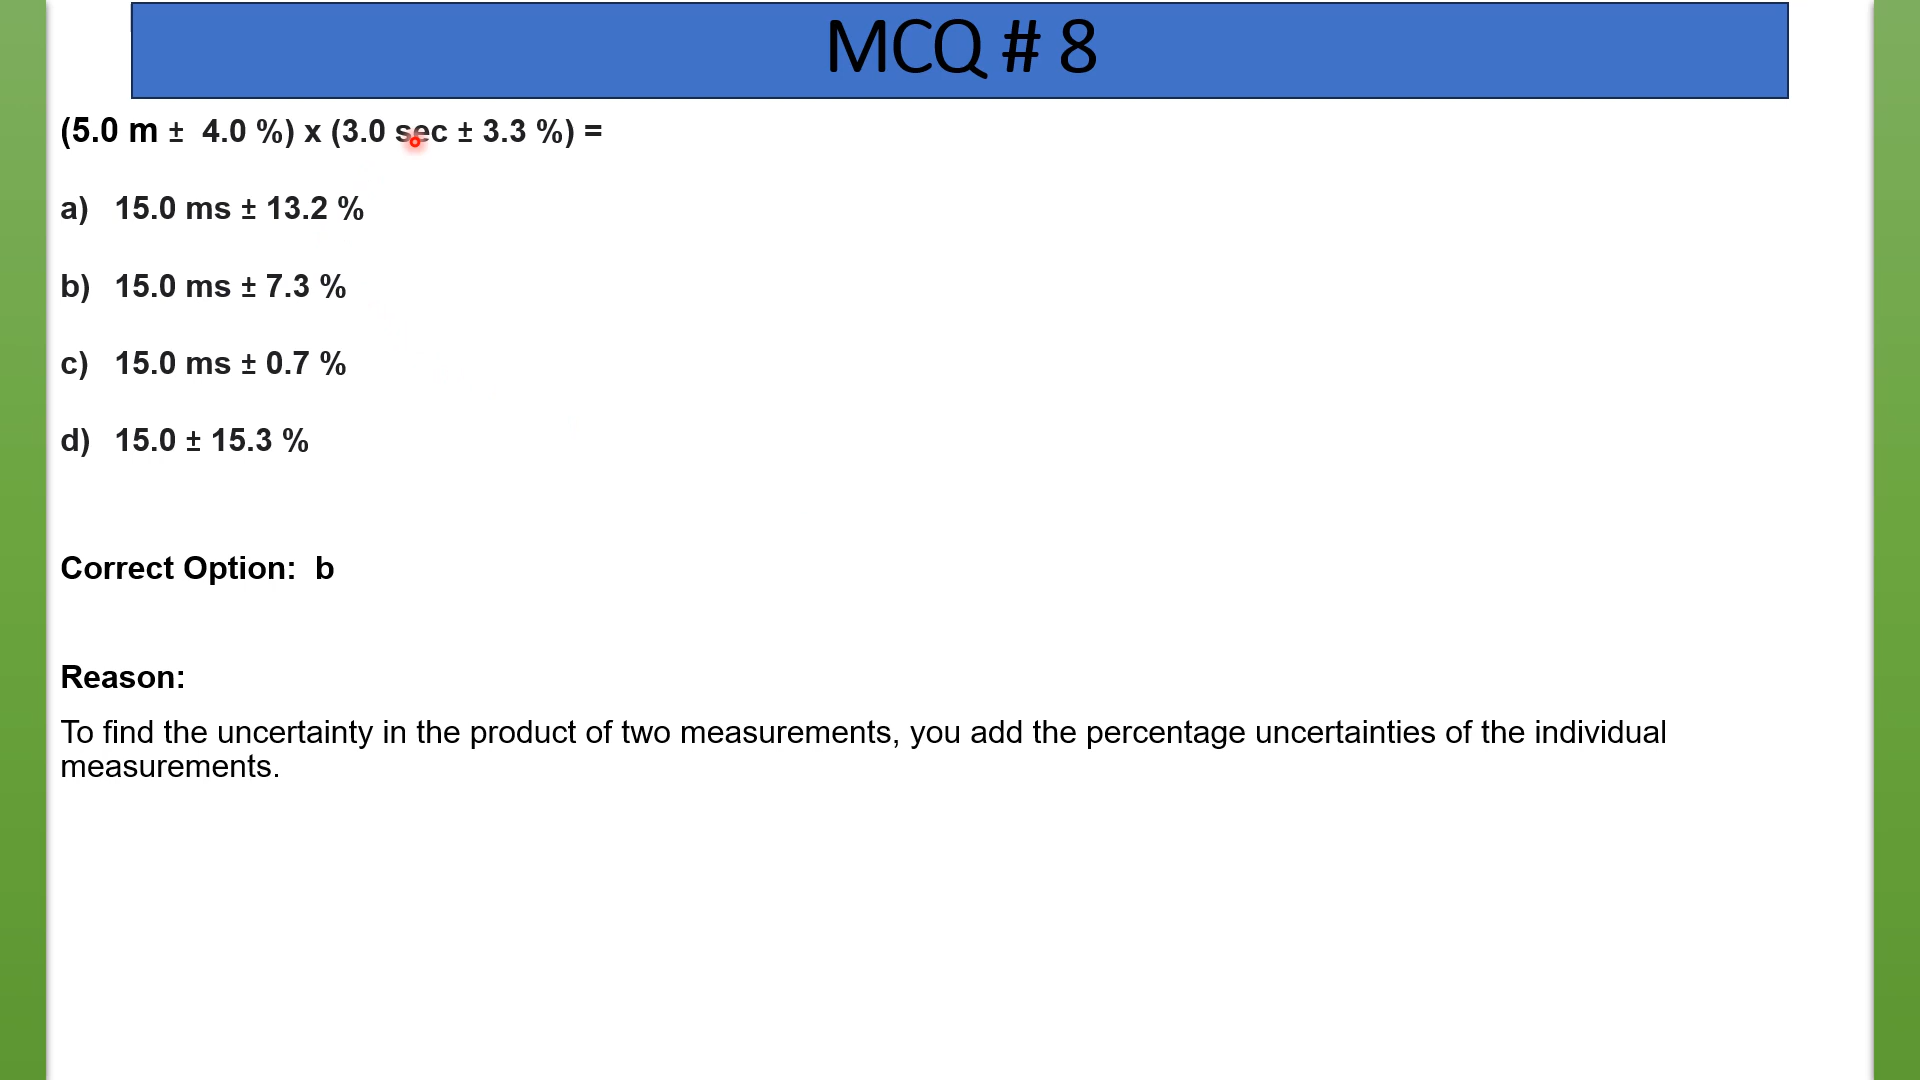 MCQ # 8
(5.0 m ± 4.0 %) x (3.0 sec ± 3.3 %) =
a) 15.0 ms ± 13.2 %
b) 15.0 ms ± 7.3 %
c) 15.0 ms ± 0.7 %
d) 15.0 ± 15.3 %
Correct Option: b
Reason:
To find the uncertainty in the product of two measurements, you add the percentage uncertainties of the individual
measurements.